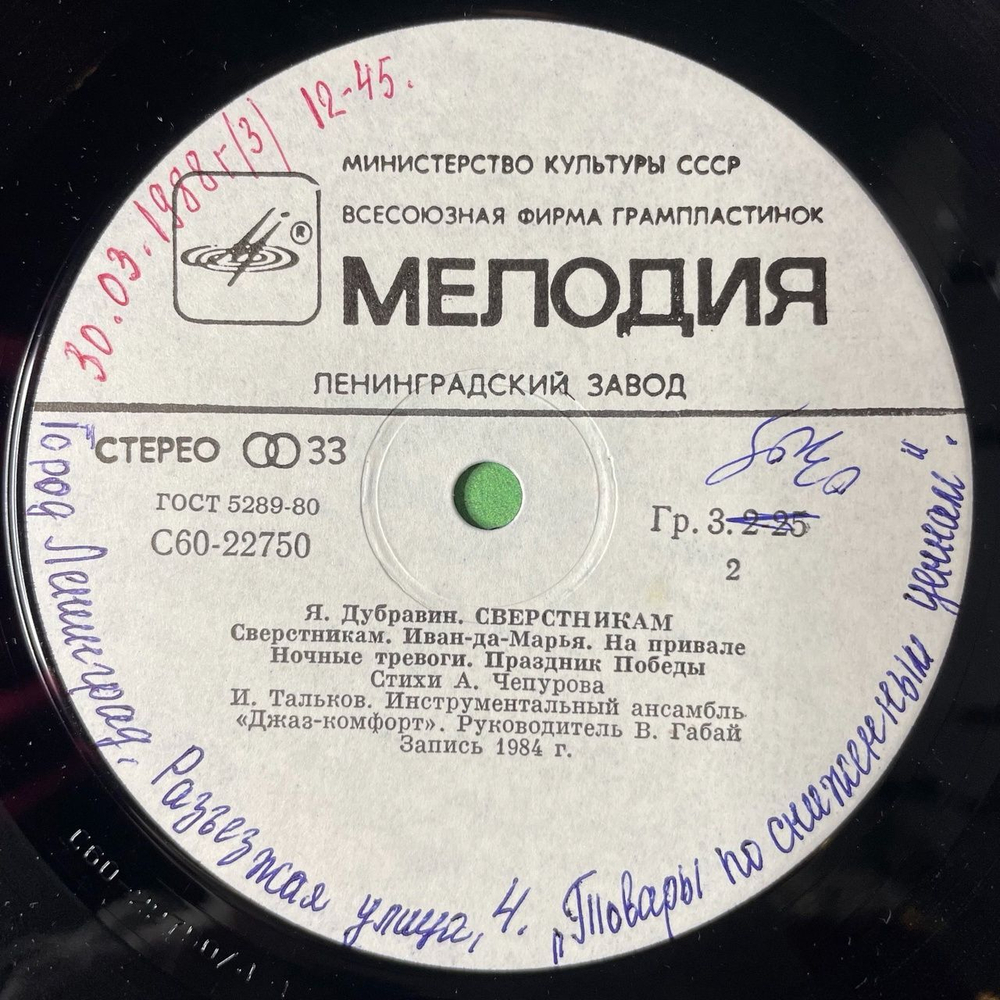 30.03.1988г(3) 12-45.
МИНИСТЕРСТВО КУЛЬТУРЫ СССР
ВСЕСОЮЗНАЯ ФИРМА ГРАМПЛАСТИНОК
®
МЕЛОДИЯ
ЛЕНИНГРАДСКИЙ ЗАВОД
СТЕРЕО 33
ГОСТ 5289-80
С60-22750
Гр. 3.2-25
2
Я. Дубравин. СВЕРСТНИКАМ
Сверстникам. Иван-да-Марья. На привале
Ночные тревоги. Праздник Победы
Стихи А. Чепурова
И. Тальков. Инструментальный ансамбль
«Джаз-комфорт». Руководитель В. Габай
Запись 1984 г.
Город Ленинград. Разъезжая улица, 4. „Товары по сниженным ценам".